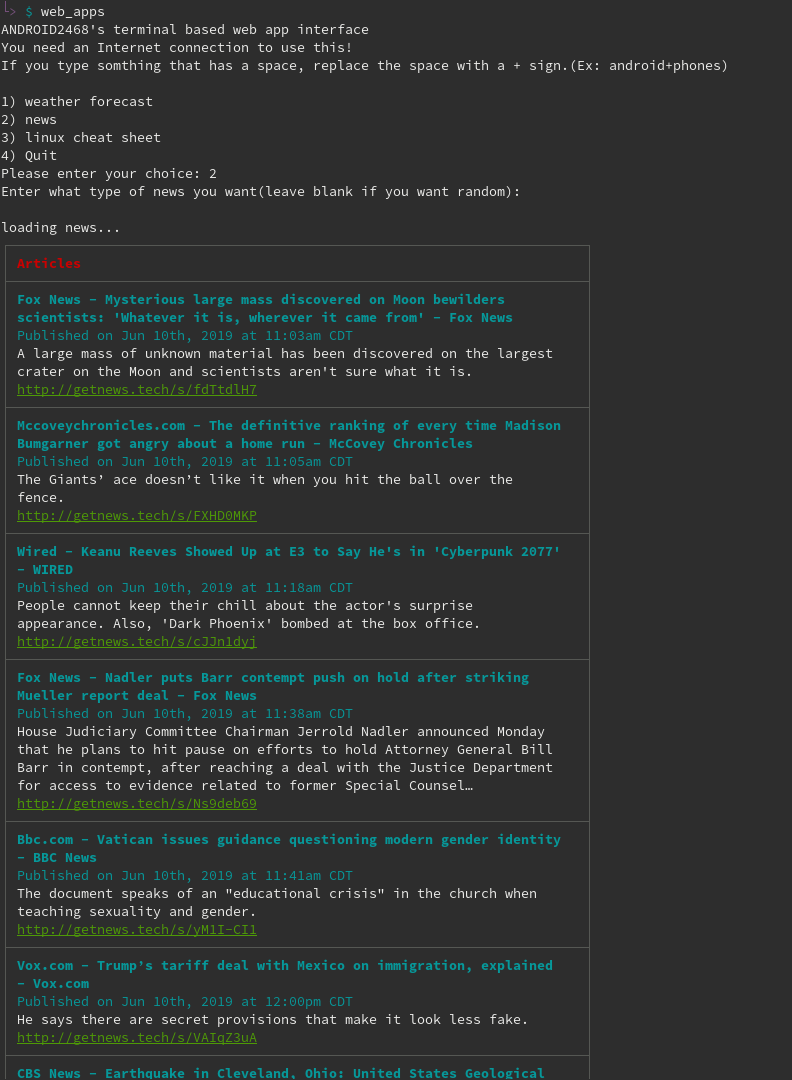 └> $ web_apps
ANDROID2468's terminal based web app interface
You need an Internet connection to use this!
If you type somthing that has a space, replace the space with a + sign.(Ex: android+phones)
1) weather forecast
2) news
3) linux cheat sheet
4) Quit
Please enter your choice: 2
Enter what type of news you want(leave blank if you want random):
loading news...
Articles
Fox News – Mysterious large mass discovered on Moon bewilders
scientists: 'Whatever it is, wherever it came from' – Fox News
Published on Jun 10th, 2019 at 11:03am CDT
A large mass of unknown material has been discovered on the largest
crater on the Moon and scientists aren't sure what it is.
http://getnews.tech/s/fdTtdlH7
Mccoveychronicles.com – The definitive ranking of every time Madison
Bumgarner got angry about a home run – McCovey Chronicles
Published on Jun 10th, 2019 at 11:05am CDT
The Giants’ ace doesn’t like it when you hit the ball over the
fence.
http://getnews.tech/s/FXHD0MKP
Wired – Keanu Reeves Showed Up at E3 to Say He's in 'Cyberpunk 2077'
– WIRED
Published on Jun 10th, 2019 at 11:18am CDT
People cannot keep their chill about the actor's surprise
appearance. Also, 'Dark Phoenix' bombed at the box office.
http://getnews.tech/s/cJJn1dyj
Fox News – Nadler puts Barr contempt push on hold after striking
Mueller report deal – Fox News
Published on Jun 10th, 2019 at 11:38am CDT
House Judiciary Committee Chairman Jerrold Nadler announced Monday
that he plans to hit pause on efforts to hold Attorney General Bill
Barr in contempt, after reaching a deal with the Justice Department
for access to evidence related to former Special Counsel…
http://getnews.tech/s/Ns9deb69
Bbc.com – Vatican issues guidance questioning modern gender identity
– BBC News
Published on Jun 10th, 2019 at 11:41am CDT
The document speaks of an "educational crisis" in the church when
teaching sexuality and gender.
http://getnews.tech/s/yM1I-CI1
Vox.com – Trump’s tariff deal with Mexico on immigration, explained
– Vox.com
Published on Jun 10th, 2019 at 12:00pm CDT
He says there are secret provisions that make it look less fake.
http://getnews.tech/s/VAIqZ3uA
CBS News – Earthquake in Cleveland, Ohio: United States Geological